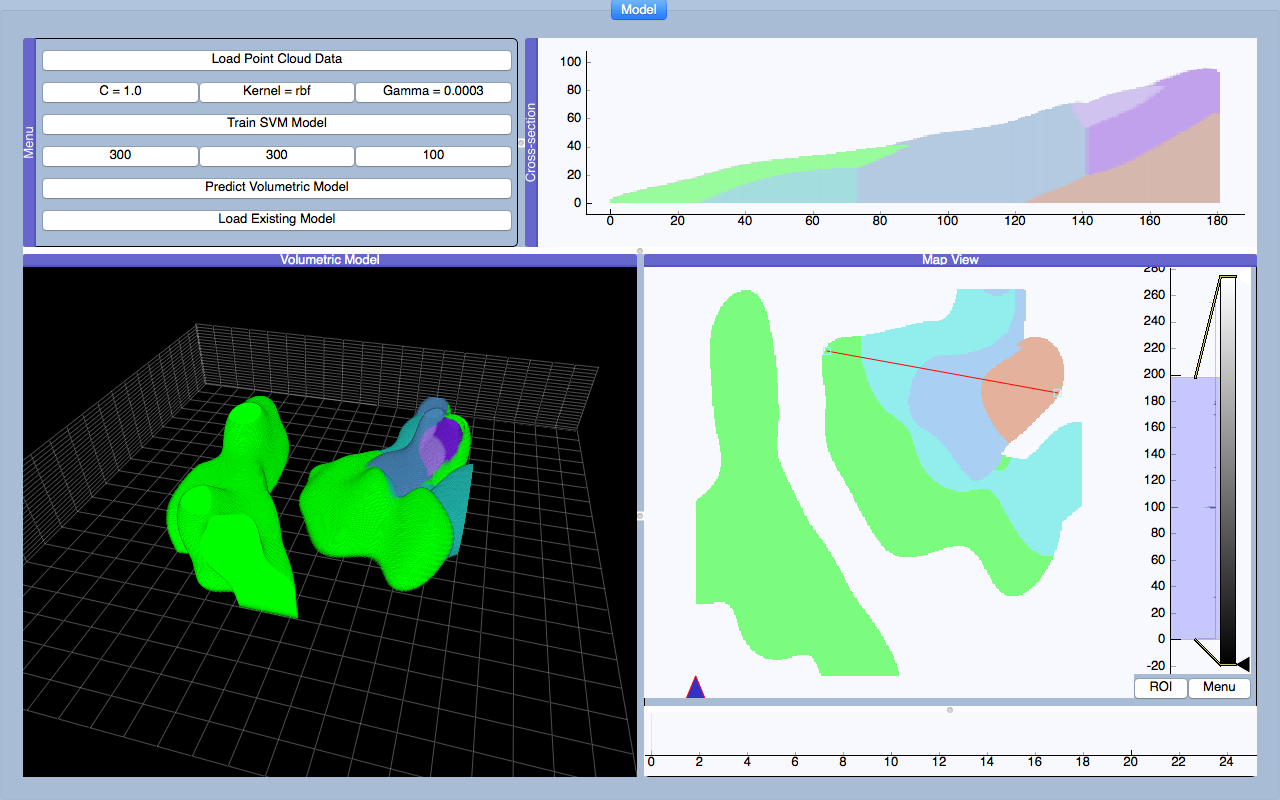 Model
Menu
Load Point Cloud Data
C = 1.0 Kernel = rbf Gamma = 0.0003
Train SVM Model
300 300 100
Predict Volumetric Model
Load Existing Model
Cross-section
100
80
60
40
20
0
0 20 40 60 80 100 120 140 160 180
Volumetric Model
Map View
280
260
240
220
200
180
160
140
120
100
80
60
40
20
0
-20
ROI Menu
0 2 4 6 8 10 12 14 16 18 20 22 24